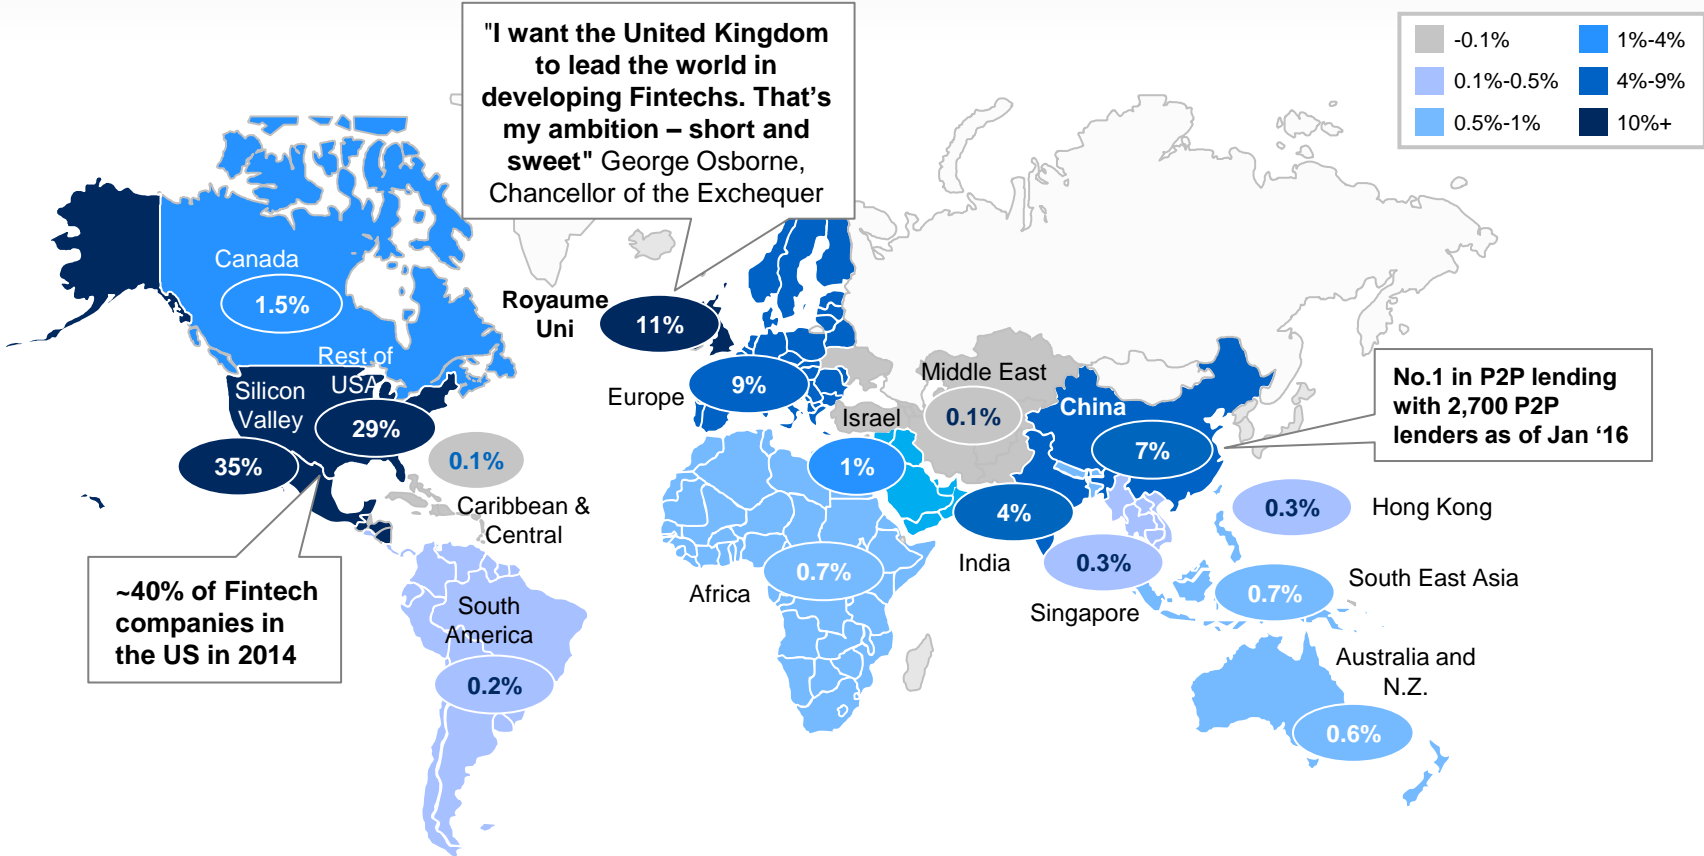 "I want the United Kingdom
to lead the world in
developing Fintechs. That's
my ambition – short and
sweet" George Osborne,
Chancellor of the Exchequer
-0.1%
1%-4%
0.1%-0.5%
4%-9%
0.5%-1%
10%+
Canada
1.5%
Royaume
Uni
11%
Rest of
USA
29%
Silicon
Valley
35%
0.1%
Caribbean &
Central
~40% of Fintech
companies in
the US in 2014
South
America
0.2%
Europe
9%
Israel
1%
Middle East
0.1%
China
7%
No.1 in P2P lending
with 2,700 P2P
lenders as of Jan ‘16
4%
India
0.3%
Hong Kong
0.3%
Singapore
Africa
0.7%
0.7%
South East Asia
Australia and
N.Z.
0.6%